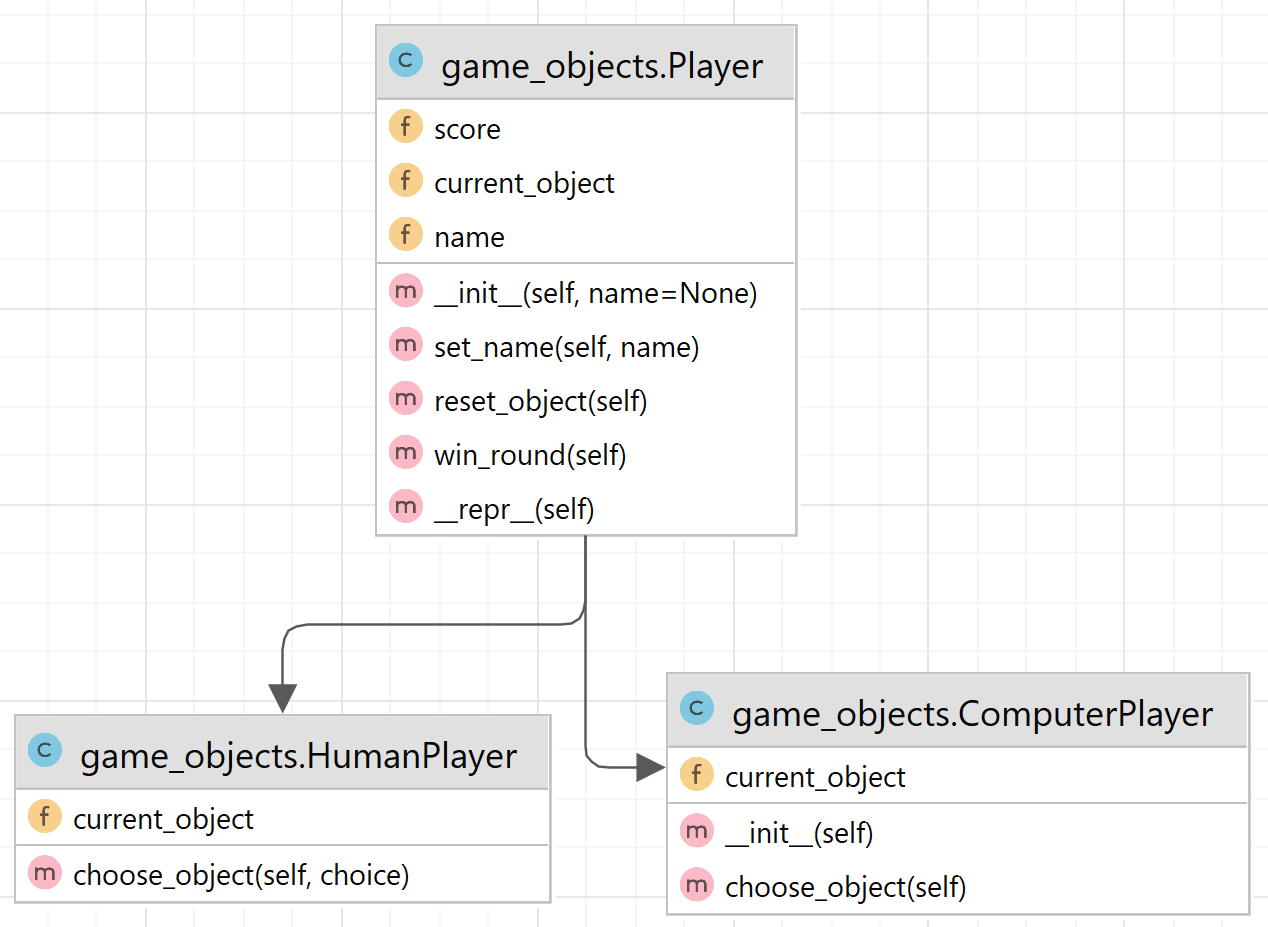 C game_objects.Player
f score
f current_object
f name
m __init__(self, name=None)
m set_name(self, name)
m reset_object(self)
m win_round(self)
m __repr__(self)
C game_objects.HumanPlayer
f current_object
m choose_object(self, choice)
C game_objects.ComputerPlayer
f current_object
m __init__(self)
m choose_object(self)